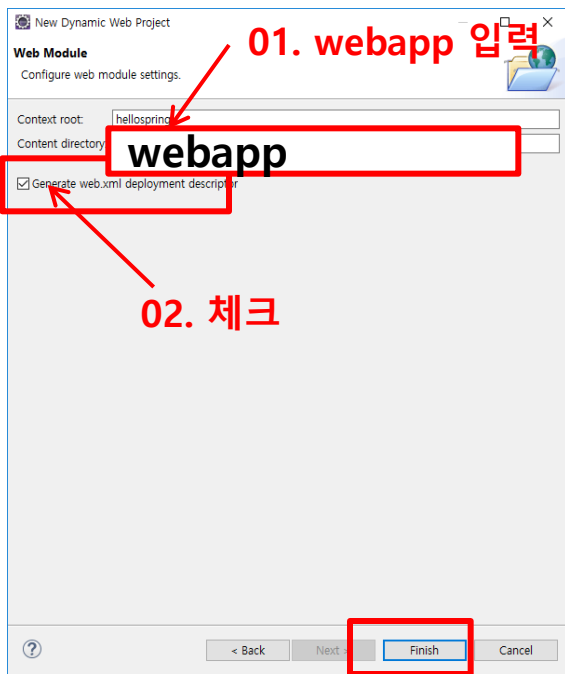 New Dynamic Web Project
01. webapp 입력
Web Module
Configure web module settings.
Context root: hellospring
Content directory
webapp
Generate web.xml deployment descriptor
02. 체크
? < Back Next > Finish Cancel